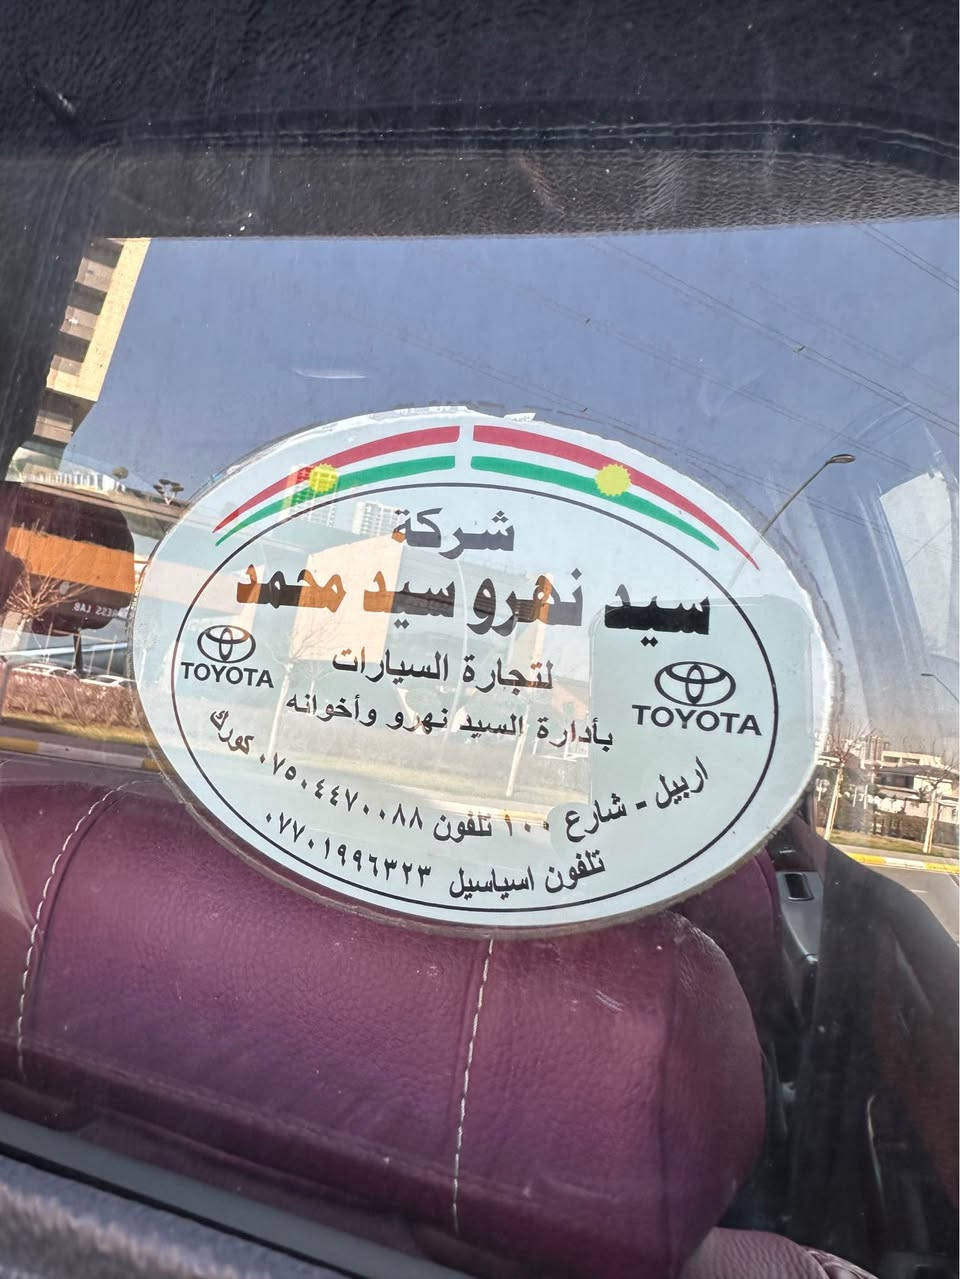 شركة
سيد نهرو سيد محمد
لتجارة السيارات
بأدارة السيد نهرو وأخوانه
TOYOTA
TOYOTA
اربيل - شارع ١٠٠ تلفون ٠٧٥٠٤٤٧٠٠٨٨ كورك
تلفون اسياسيل ٠٧٧٠١٩٩٦٣٢٣